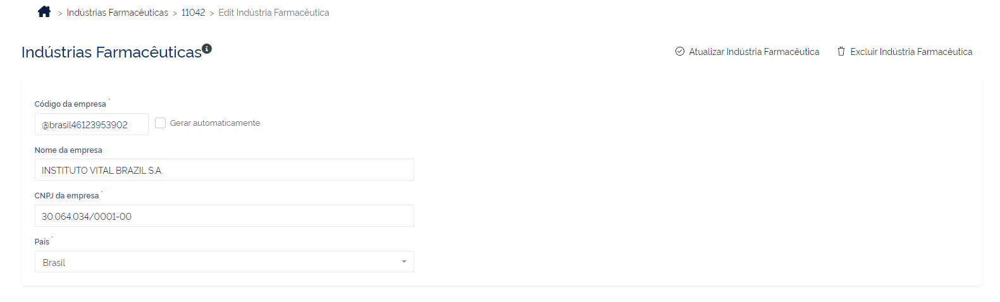 > Indústrias Farmacêuticas > 11042 > Edit Indústria Farmacêutica
Indústrias Farmacêuticas
Atualizar Indústria Farmacêutica
Excluir Indústria Farmacêutica
Código da empresa *
@brasil46123953902
Gerar automaticamente
Nome da empresa
INSTITUTO VITAL BRAZIL S.A.
CNPJ da empresa *
30.064.034/0001-00
País *
Brasil